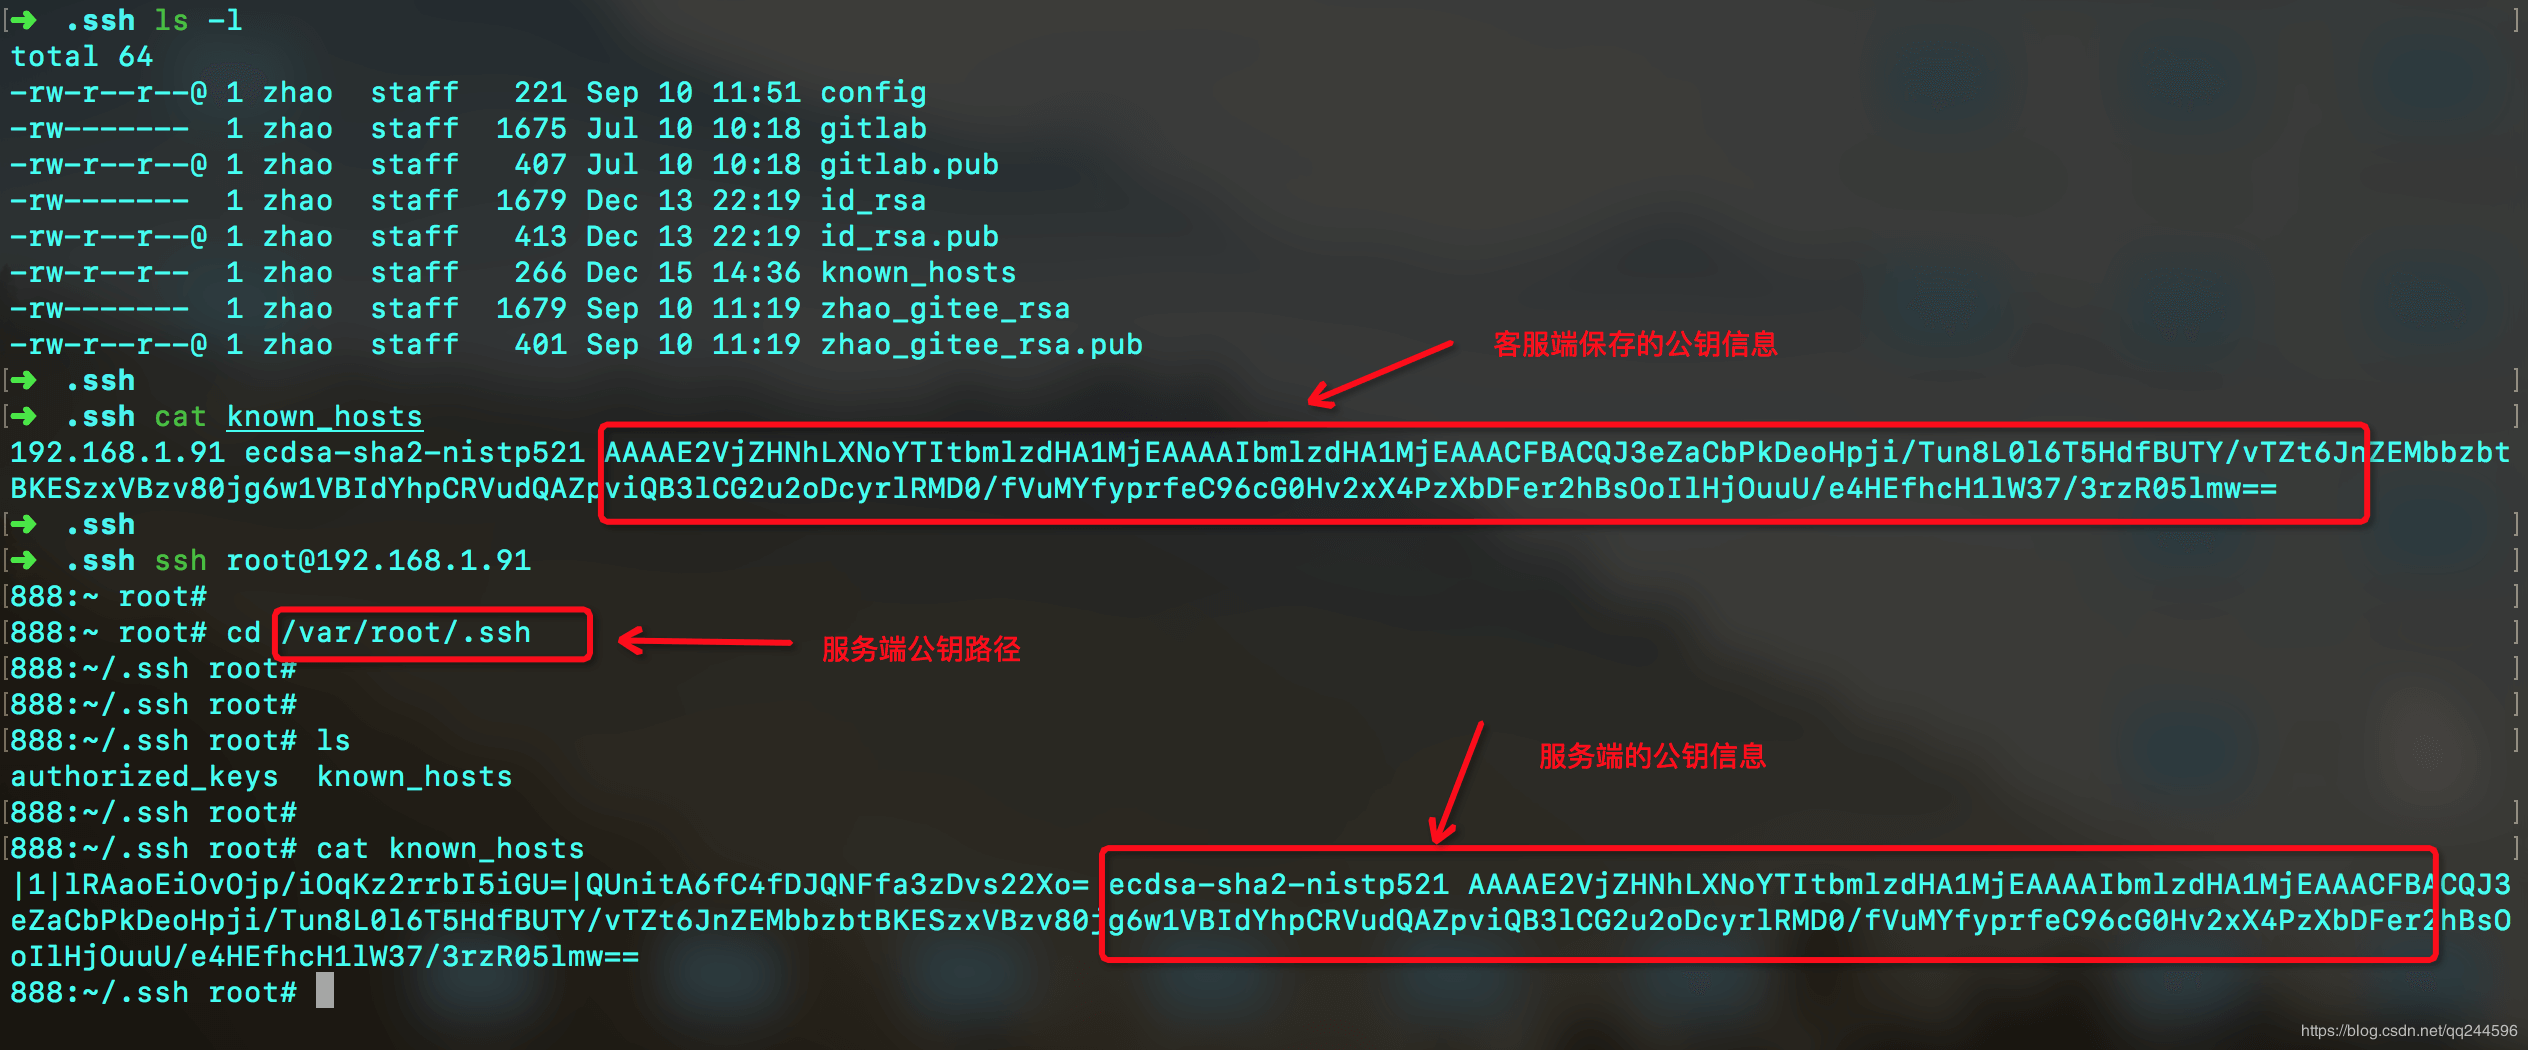 [➜  .ssh ls -l ]
total 64
-rw-r--r--@ 1 zhao  staff   221 Sep 10 11:51 config
-rw-------  1 zhao  staff  1675 Jul 10 10:18 gitlab
-rw-r--r--@ 1 zhao  staff   407 Jul 10 10:18 gitlab.pub
-rw-------  1 zhao  staff  1679 Dec 13 22:19 id_rsa
-rw-r--r--@ 1 zhao  staff   413 Dec 13 22:19 id_rsa.pub
-rw-r--r--  1 zhao  staff   266 Dec 15 14:36 known_hosts
-rw-------  1 zhao  staff  1679 Sep 10 11:19 zhao_gitee_rsa
-rw-r--r--@ 1 zhao  staff   401 Sep 10 11:19 zhao_gitee_rsa.pub
客服端保存的公钥信息
[➜  .ssh ]
[➜  .ssh cat known_hosts ]
192.168.1.91 ecdsa-sha2-nistp521 AAAAE2VjZHNhLXNoYTItbmlzdHA1MjEAAAAIbmlzdHA1MjEAAACFBACQJ3eZaCbPkDeoHpji/Tun8L0l6T5HdfBUTY/vTZt6JnZEMbbzbt
BKESzxVBzv80jg6w1VBIdYhpCRVudQAZpviQB3lCG2u2oDcyrlRMD0/fVuMYfyprfeC96cG0Hv2xX4PzXbDFer2hBsOoIlHjOuuU/e4HEfhcH1lW37/3rzR05lmw==
[➜  .ssh ]
[➜  .ssh ssh root@192.168.1.91 ]
[888:~ root# ]
[888:~ root# cd /var/root/.ssh ]
服务端公钥路径
[888:~/.ssh root# ]
[888:~/.ssh root# ]
[888:~/.ssh root# ls ]
服务端的公钥信息
authorized_keys  known_hosts
[888:~/.ssh root# ]
[888:~/.ssh root# cat known_hosts ]
|1|lRAaoEiOvOjp/iOqKz2rrbI5iGU=|QUnitA6fC4fDJQNFfa3zDvs22Xo= ecdsa-sha2-nistp521 AAAAE2VjZHNhLXNoYTItbmlzdHA1MjEAAAAIbmlzdHA1MjEAAACFBACQJ3
eZaCbPkDeoHpji/Tun8L0l6T5HdfBUTY/vTZt6JnZEMbbzbtBKESzxVBzv80jg6w1VBIdYhpCRVudQAZpviQB3lCG2u2oDcyrlRMD0/fVuMYfyprfeC96cG0Hv2xX4PzXbDFer2hBsO
oIlHjOuuU/e4HEfhcH1lW37/3rzR05lmw==
888:~/.ssh root#
https://blog.csdn.net/qq244596